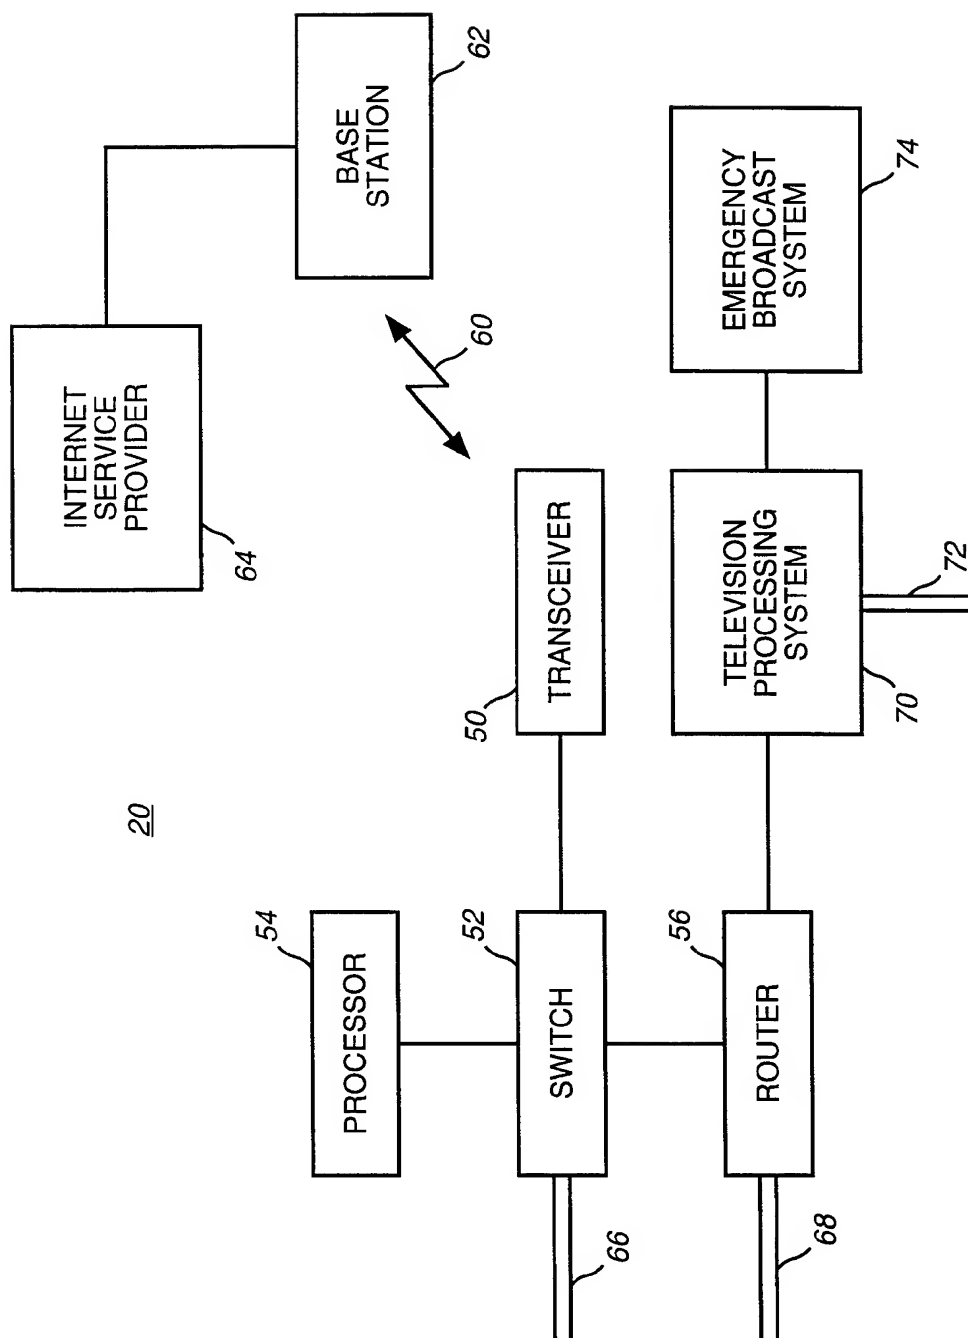 20
INTERNET
SERVICE
PROVIDER
64
BASE
STATION
62
60
PROCESSOR
54
SWITCH
52
TRANSCEIVER
50
66
ROUTER
56
TELEVISION
PROCESSING
SYSTEM
70
EMERGENCY
BROADCAST
SYSTEM
74
68
72